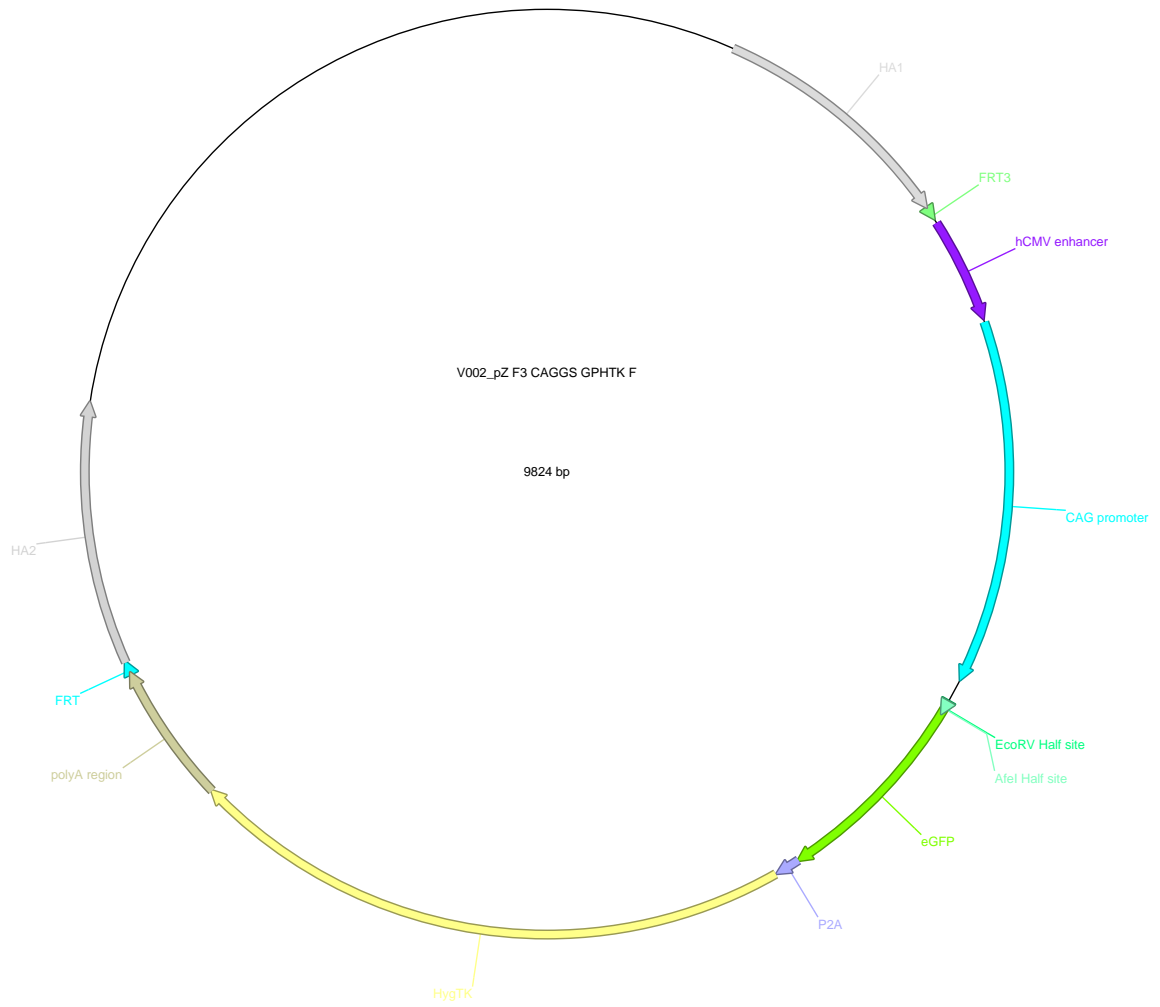 HA1
FRT3
hCMV enhancer
V002_pZ F3 CAGGS GPHTK F
9824 bp
CAG promoter
HA2
FRT
EcoRV Half site
polyA region
AfeI Half site
eGFP
P2A
HygTK